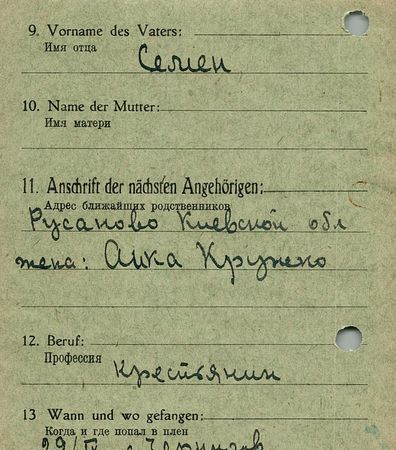 9. Vorname des Vaters:
Имя отца
Семен
10. Name der Mutter:
Имя матери
11. Anschrift der nächsten Angehörigen:
Адрес ближайших родственников
Русаново Киевской обл
жена:
12. Beruf:
Профессия
Крестьянин
13 Wann und wo gefangen:
Когда и где попал в плен